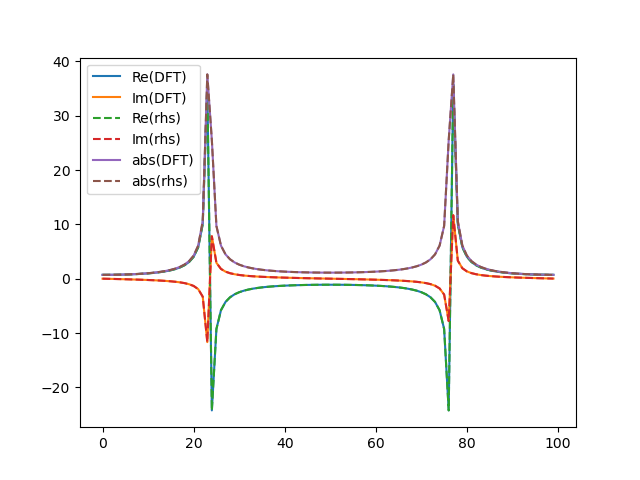 40
30
20
10
0
−10
−20
Re(DFT)
Im(DFT)
Re(rhs)
Im(rhs)
abs(DFT)
abs(rhs)
0 20 40 60 80 100